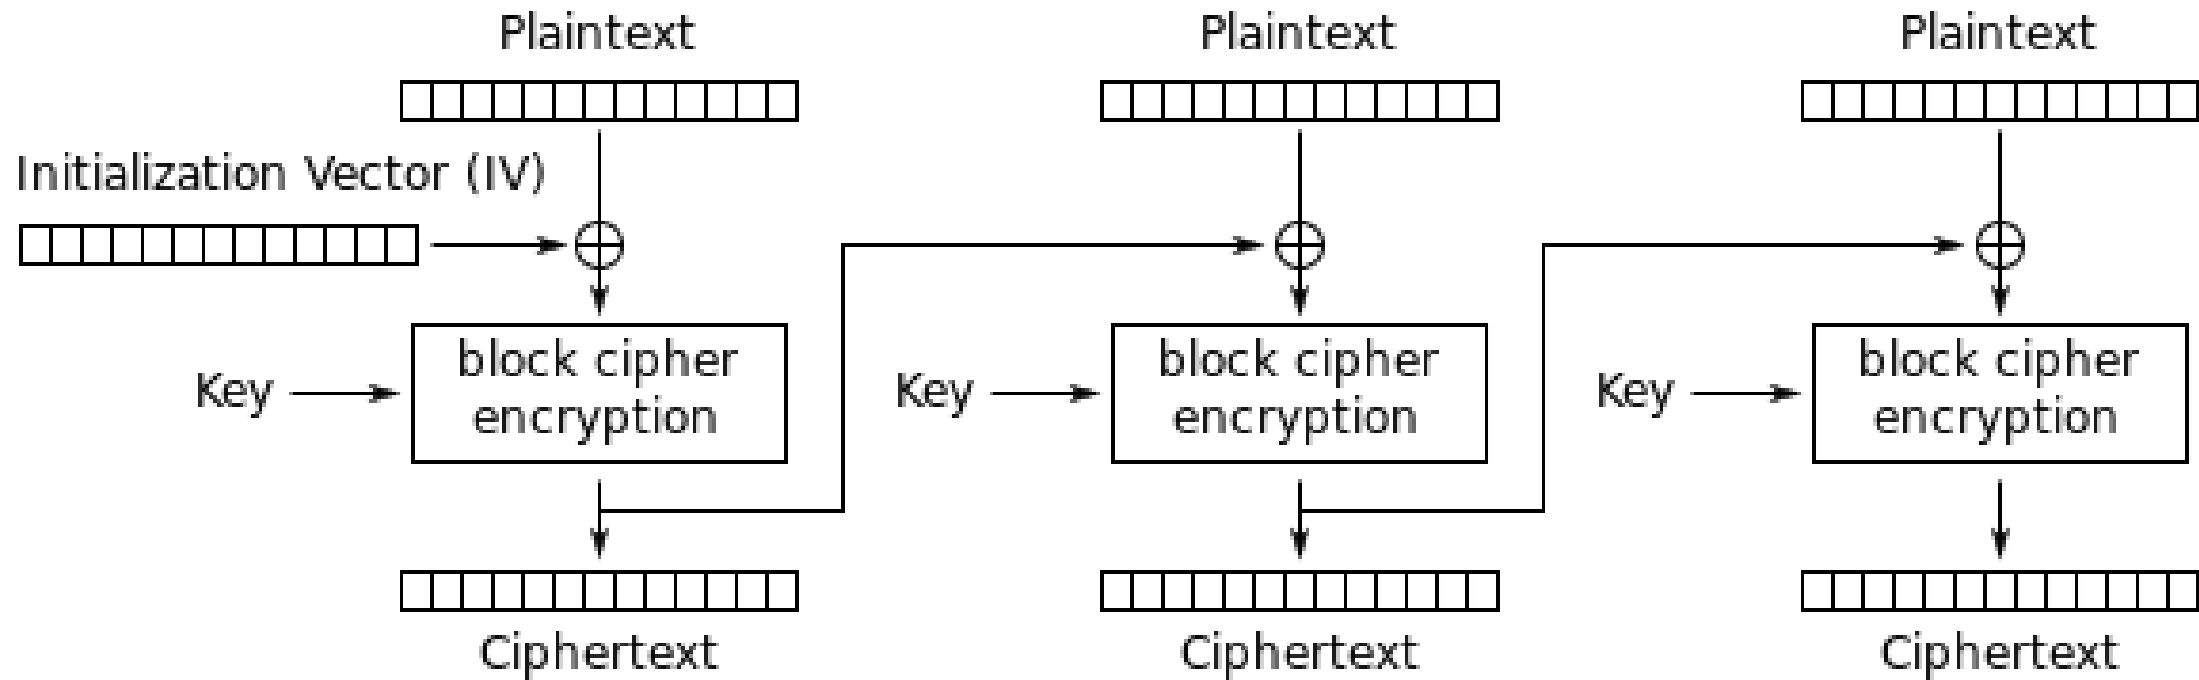 Plaintext
Plaintext
Plaintext
Initialization Vector (IV)
Key
block cipher
encryption
Key
block cipher
encryption
Key
block cipher
encryption
Ciphertext
Ciphertext
Ciphertext